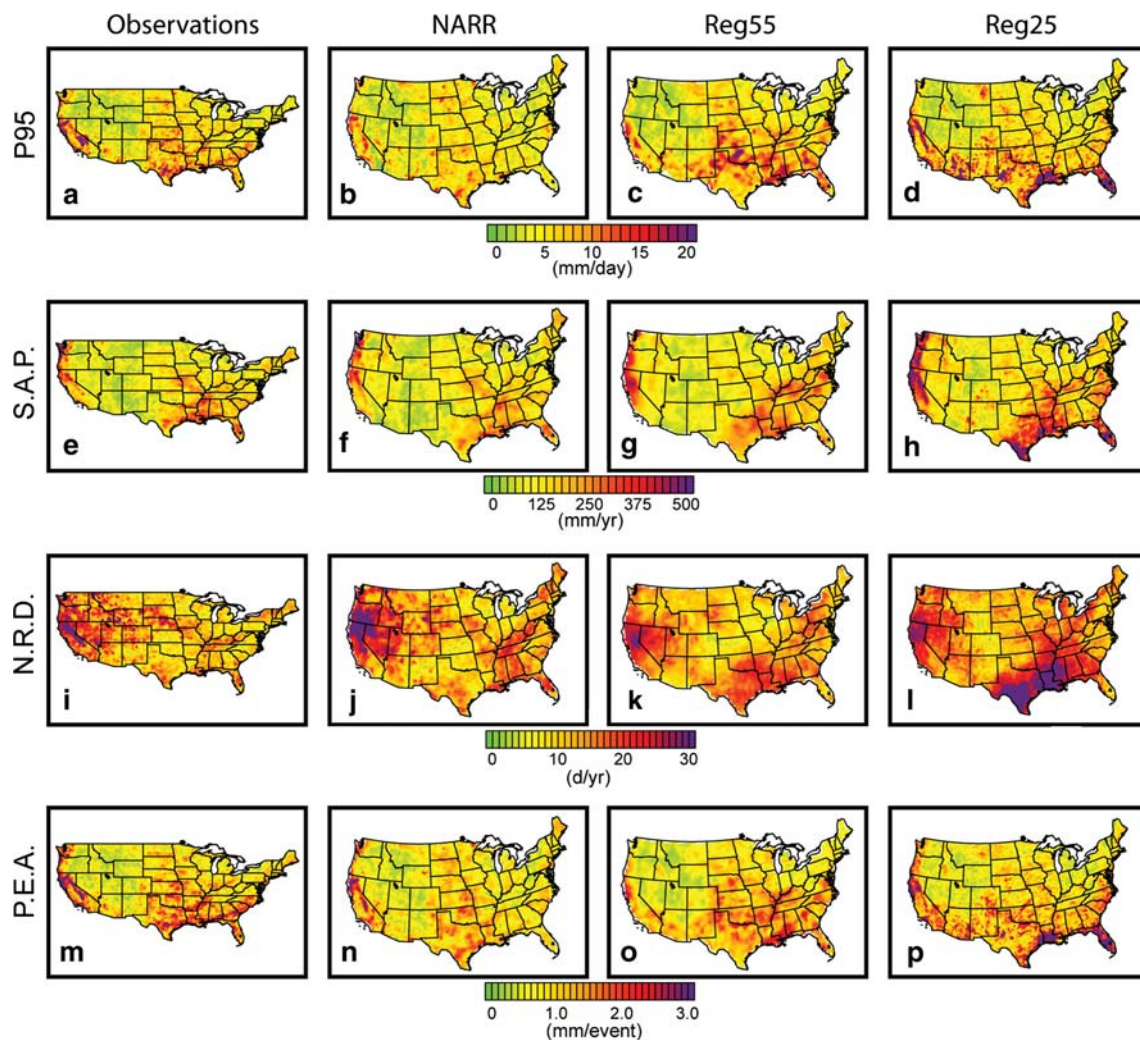 Observations NARR Reg55 Reg25
P95
a b c d
0 5 10 15 20
(mm/day)
S.A.P.
e f g h
0 125 250 375 500
(mm/yr)
N.R.D.
i j k l
0 10 20 30
(d/yr)
P.E.A.
m n o p
0 1.0 2.0 3.0
(mm/event)